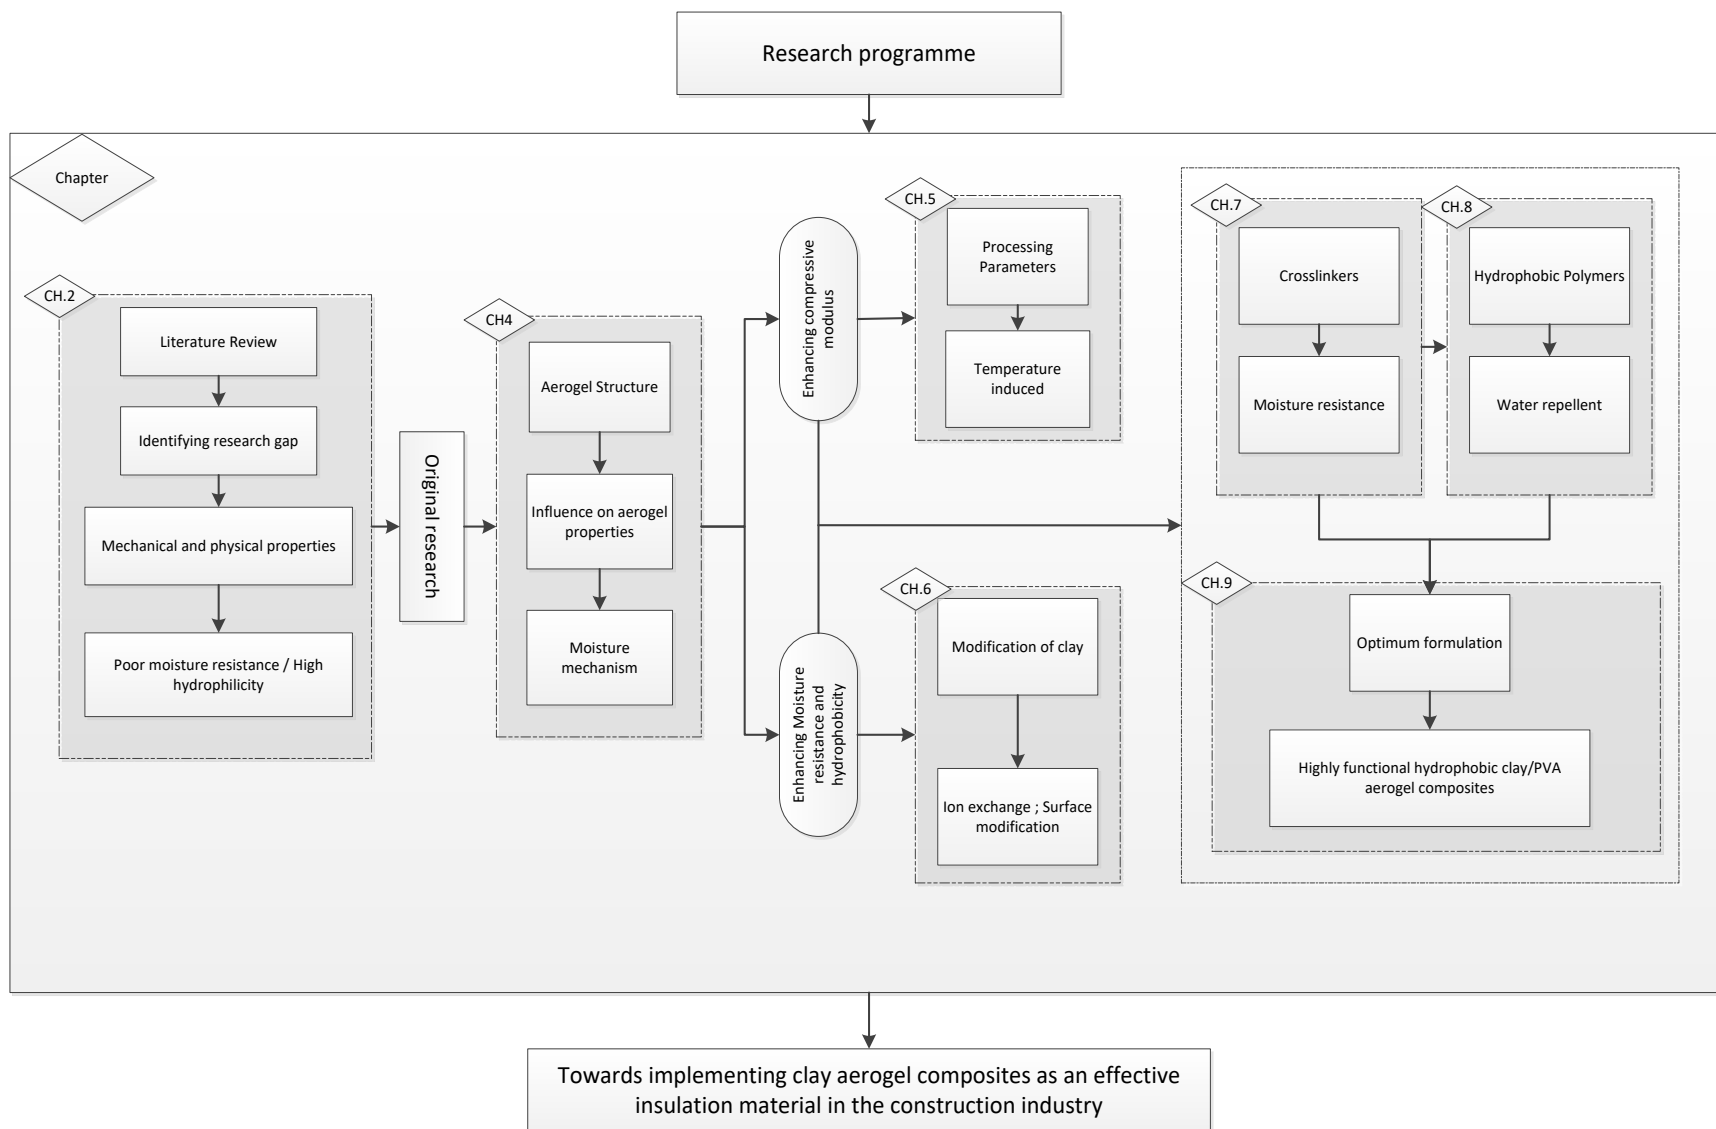 Research programme
Chapter
CH.2
Literature Review
Identifying research gap
Mechanical and physical properties
Poor moisture resistance / High
hydrophilicity
Original research
CH4
Aerogel Structure
Influence on aerogel
properties
Moisture
mechanism
Enhancing compressive
modulus
Enhancing Moisture
resistance and
hydrophobicity
CH.5
Processing
Parameters
Temperature
induced
CH.6
Modification of clay
Ion exchange ; Surface
modification
CH.7
Crosslinkers
Moisture resistance
CH.8
Hydrophobic Polymers
Water repellent
CH.9
Optimum formulation
Highly functional hydrophobic clay/PVA
aerogel composites
Towards implementing clay aerogel composites as an effective
insulation material in the construction industry